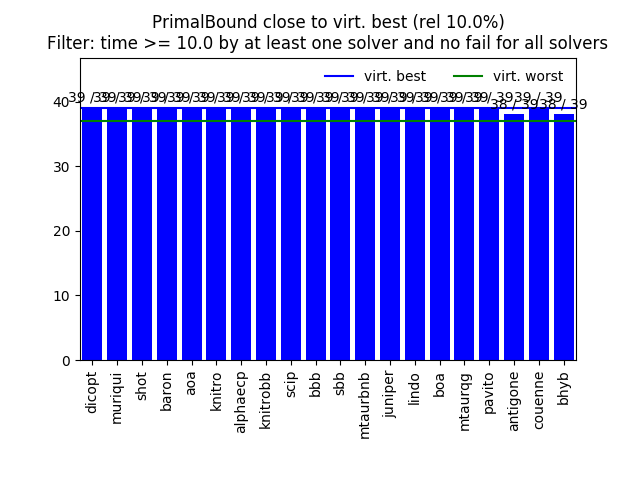 PrimalBound close to virt. best (rel 10.0%)
Filter: time >= 10.0 by at least one solver and no fail for all solvers
virt. best
virt. worst
39 / 39
38 / 39
39 / 39
38 / 39
40
30
20
10
0
dicopt
muriqui
shot
baron
aoa
knitro
alphaecp
knitrobb
scip
bbb
sbb
mtaurbnb
juniper
lindo
boa
mtaurqg
pavito
antigone
couenne
bhyb